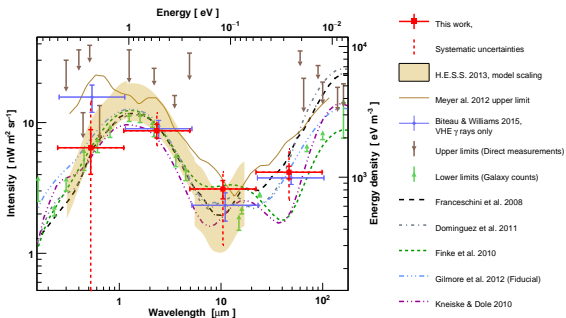 Energy [ eV ]
1
10⁻¹
10⁻²
Intensity [ nW m² sr⁻¹ ]
10
1
10⁴
10³
Energy density [ eV m⁻³ ]
1
10
10²
Wavelength [µm]
This work,
Systematic uncertainties
H.E.S.S. 2013, model scaling
Meyer al. 2012 upper limit
Biteau & Williams 2015,
VHE γ rays only
Upper limits (Direct measurements)
Lower limits (Galaxy counts)
Franceschini et al. 2008
Dominguez et al. 2011
Finke et al. 2010
Gilmore et al. 2012 (Fiducial)
Kneiske & Dole 2010